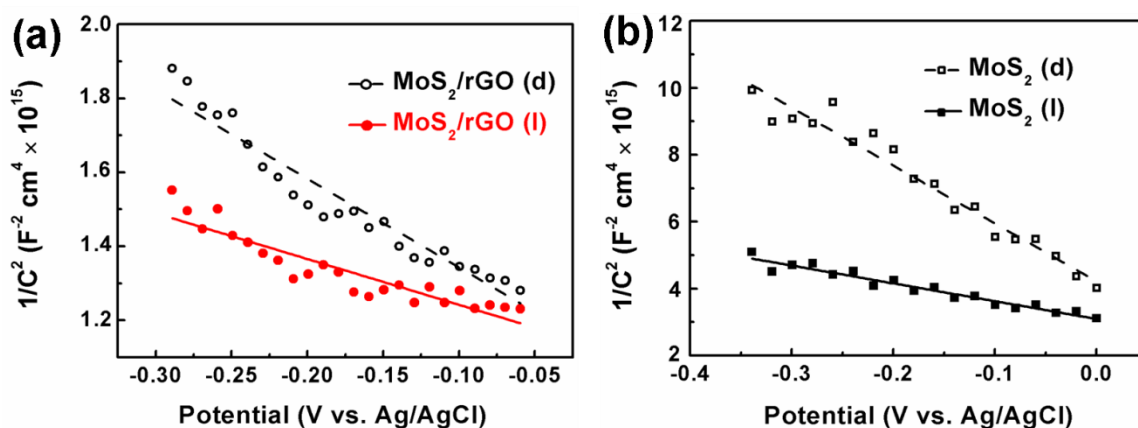 (a)
2.0
1.8
1.6
1.4
1.2
1/C² (F⁻² cm⁴ × 10¹⁵)
MoS₂/rGO (d)
MoS₂/rGO (l)
-0.30
-0.25
-0.20
-0.15
-0.10
-0.05
Potential (V vs. Ag/AgCl)
(b)
12
10
8
6
4
2
1/C² (F⁻² cm⁴ × 10¹⁵)
MoS₂ (d)
MoS₂ (l)
-0.4
-0.3
-0.2
-0.1
0.0
Potential (V vs. Ag/AgCl)